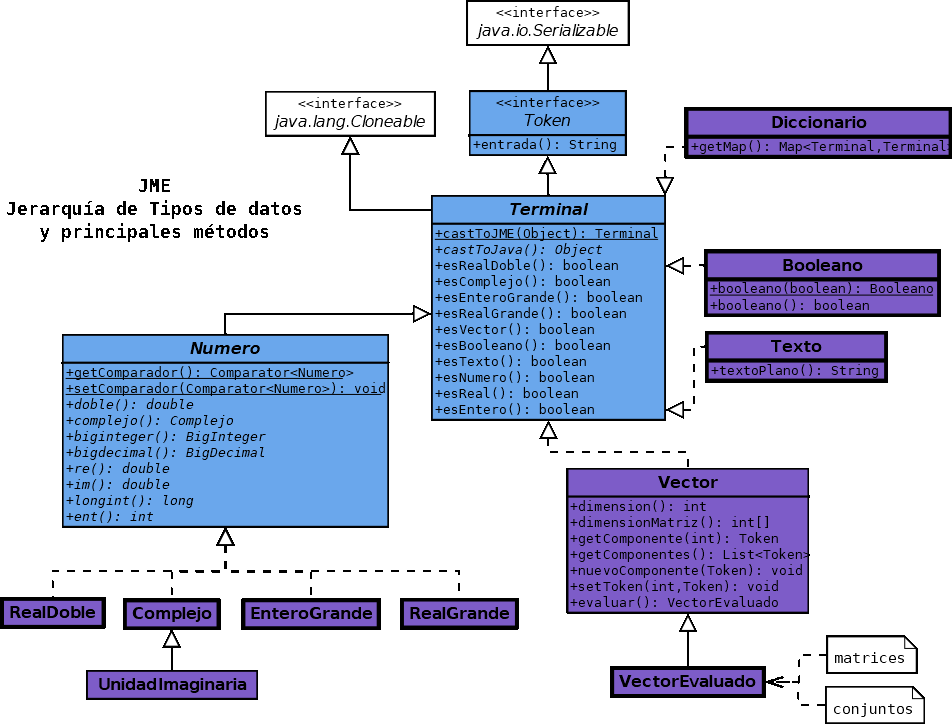 <<interface>>
java.io.Serializable
<<interface>>
java.lang.Cloneable
<<interface>>
Token
+entrada(): String
Diccionario
+getMap(): Map<Terminal,Terminal>
JME
Jerarquía de Tipos de datos
y principales métodos
Terminal
+castToJME(Object): Terminal
+castToJava(): Object
+esRealDoble(): boolean
+esComplejo(): boolean
+esEnteroGrande(): boolean
+esRealGrande(): boolean
+esVector(): boolean
+esBooleano(): boolean
+esTexto(): boolean
+esNumero(): boolean
+esReal(): boolean
+esEntero(): boolean
Booleano
+booleano(boolean): Booleano
+booleano(): boolean
Texto
+textoPlano(): String
Numero
+getComparador(): Comparator<Numero>
+setComparador(Comparator<Numero>): void
+doble(): double
+complejo(): Complejo
+biginteger(): BigInteger
+bigdecimal(): BigDecimal
+re(): double
+im(): double
+longint(): long
+ent(): int
Vector
+dimension(): int
+dimensionMatriz(): int[]
+getComponente(int): Token
+getComponentes(): List<Token>
+nuevoComponente(Token): void
+setToken(int,Token): void
+evaluar(): VectorEvaluado
RealDoble
Complejo
EnteroGrande
RealGrande
UnidadImaginaria
VectorEvaluado
matrices
conjuntos